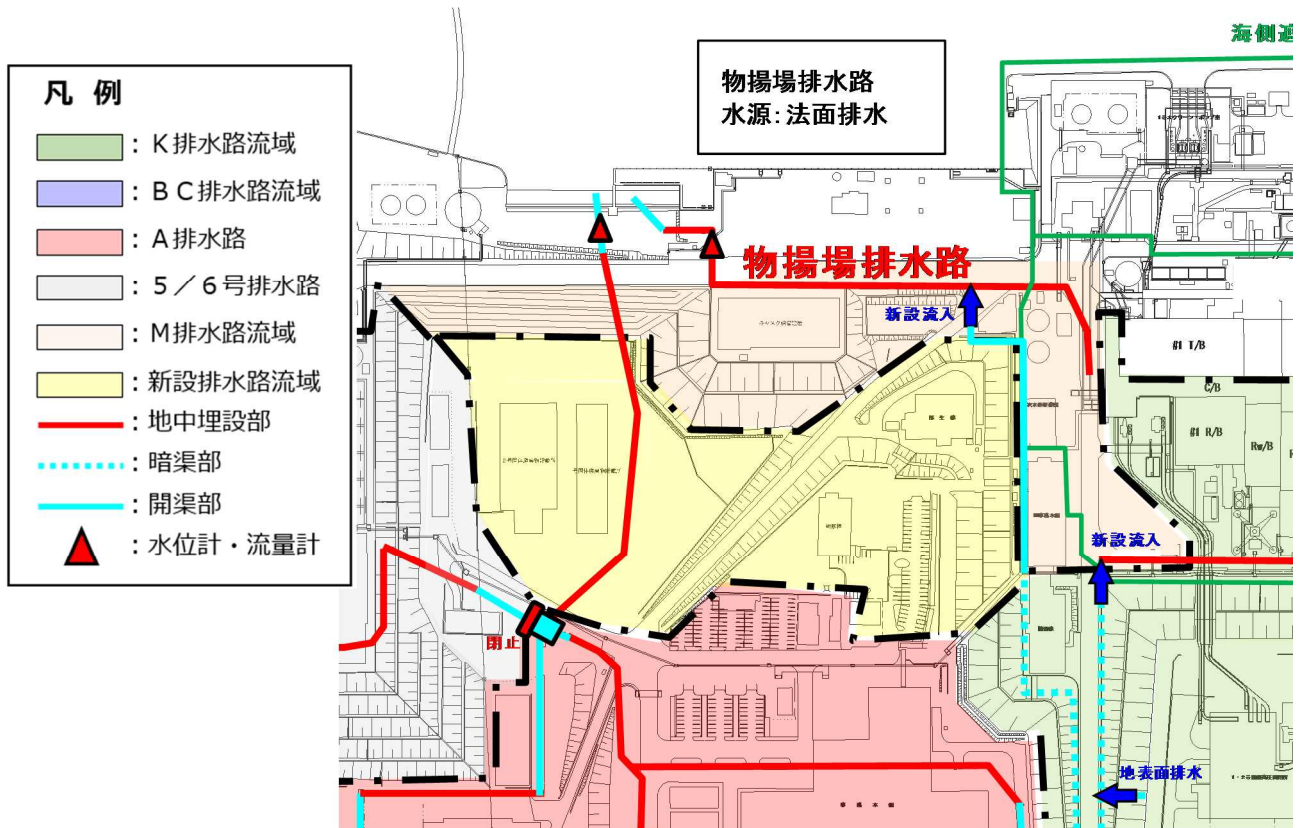 海側遮
凡 例
：Ｋ排水路流域
：ＢＣ排水路流域
：Ａ排水路
：５／６号排水路
：Ｍ排水路流域
：新設排水路流域
：地中埋設部
：暗渠部
：開渠部
：水位計・流量計
物揚場排水路
水源：法面排水
物揚場排水路
新設流入
#1 T/B
C/B
#1 R/B
Rw/B
新設流入
閉止
地表面排水